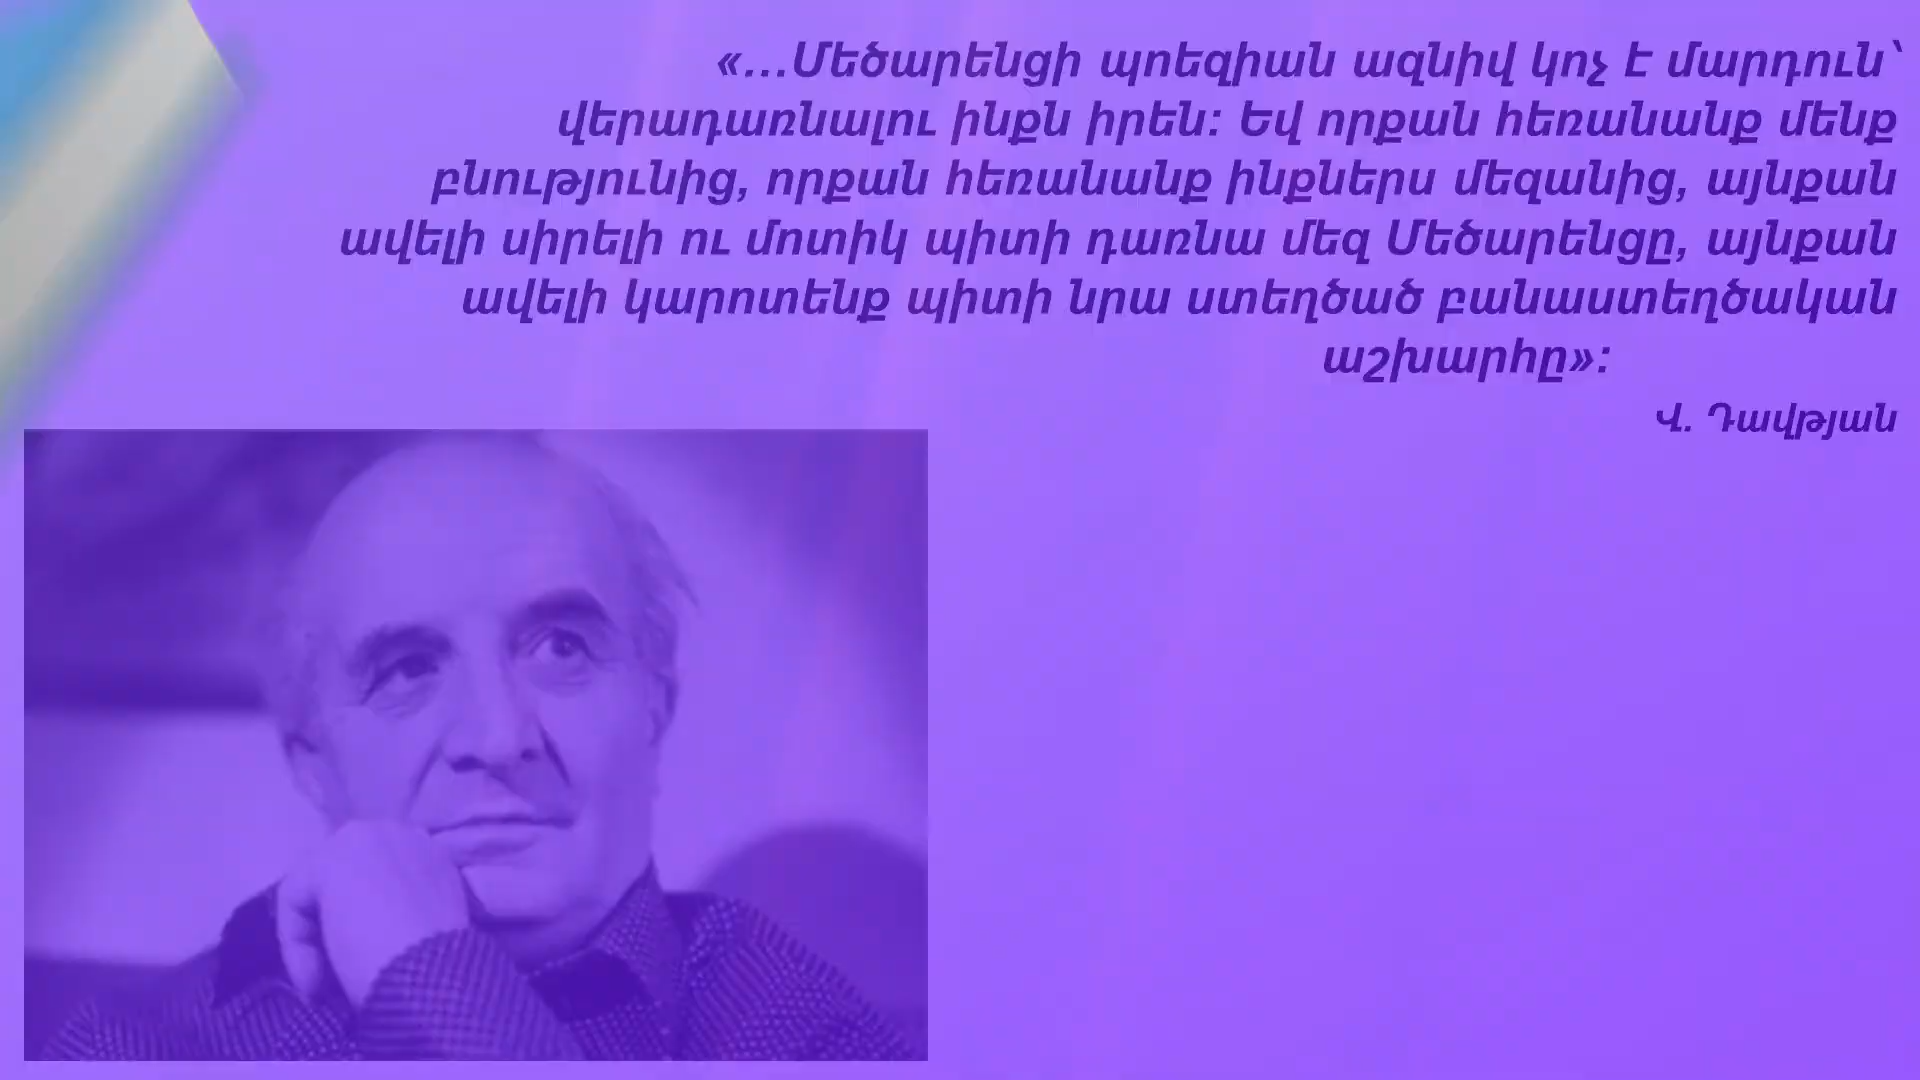 «...Մեծարենցի պոեզիան ազնիվ կոչ է մարդուն՝
վերադառնալու ինքն իրեն: Եվ որքան հեռանանք մենք
բնությունից, որքան հեռանանք ինքներս մեզանից, այնքան
ավելի սիրելի ու մոտիկ պիտի դառնա մեզ Մեծարենցը, այնքան
ավելի կարոտենք պիտի նրա ստեղծած բանաստեղծական
աշխարհը»:
Վ. Դավթյան